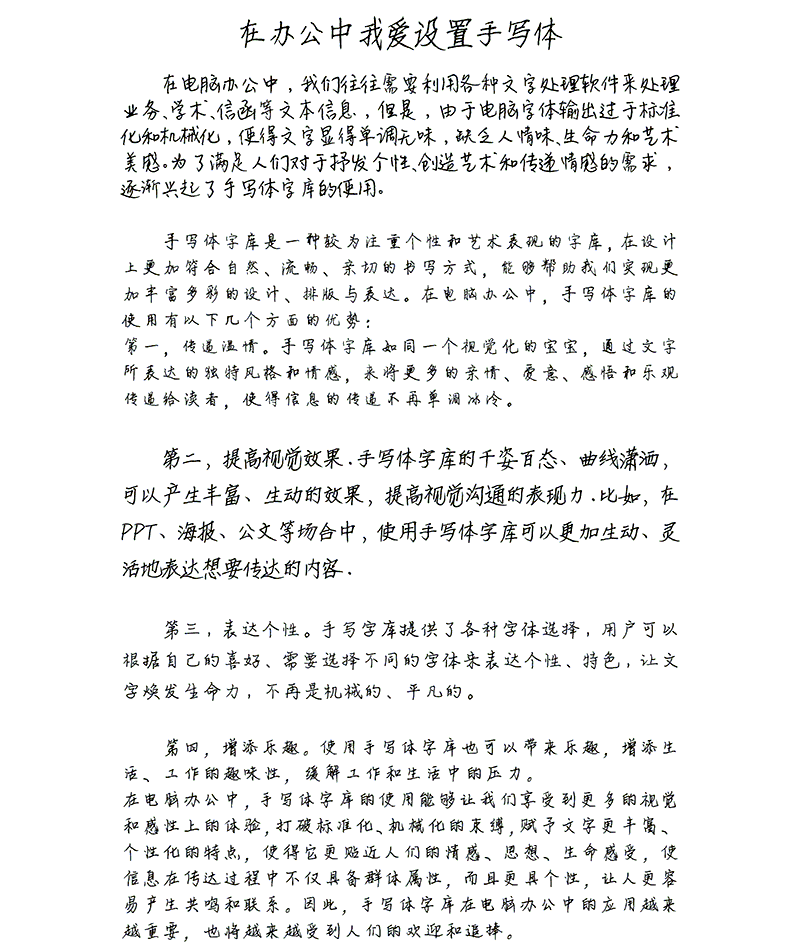 在办公中我爱设置手写体
在电脑办公中，我们往往需要利用各种文字处理软件来处理
业务、学术、信函等文本信息，但是，由于电脑字体输出过于标准
化和机械化，使得文字显得单调无味，缺乏人情味、生命力和艺术
美感。为了满足人们对于抒发个性、创造艺术和传递情感的需求，
逐渐兴起了手写体字库的使用。
手写体字库是一种较为注重个性和艺术表现的字库，在设计
上更加符合自然、流畅、亲切的书写方式，能够帮助我们实现更
加丰富多彩的设计、排版与表达。在电脑办公中，手写体字库的
使用有以下几个方面的优势：
第一，传递温情。手写体字库如同一个视觉化的宝宝，通过文字
所表达的独特风格和情感，来将更多的亲情、爱意、感悟和乐观
传递给读者，使得信息的传递不再单调冰冷。
第二，提高视觉效果.手写体字库的千姿百态、曲线潇洒，
可以产生丰富、生动的效果，提高视觉沟通的表现力.比如，在
PPT、海报、公文等场合中，使用手写体字库可以更加生动、灵
活地表达想要传达的内容.
第三，表达个性。手写字库提供了各种字体选择，用户可以
根据自己的喜好、需要选择不同的字体来表达个性、特色，让文
字焕发生命力，不再是机械的、平凡的。
第四，增添乐趣。使用手写体字库也可以带来乐趣，增添生
活、工作的趣味性，缓解工作和生活中的压力。
在电脑办公中，手写体字库的使用能够让我们享受到更多的视觉
和感性上的体验，打破标准化、机械化的束缚，赋予文字更丰富、
个性化的特点，使得它更贴近人们的情感、思想、生命感受，使
信息在传达过程中不仅具备群体属性，而且更具个性，让人更容
易产生共鸣和联系。因此，手写体字库在电脑办公中的应用越来
越重要，也将越来越受到人们的欢迎和追捧。